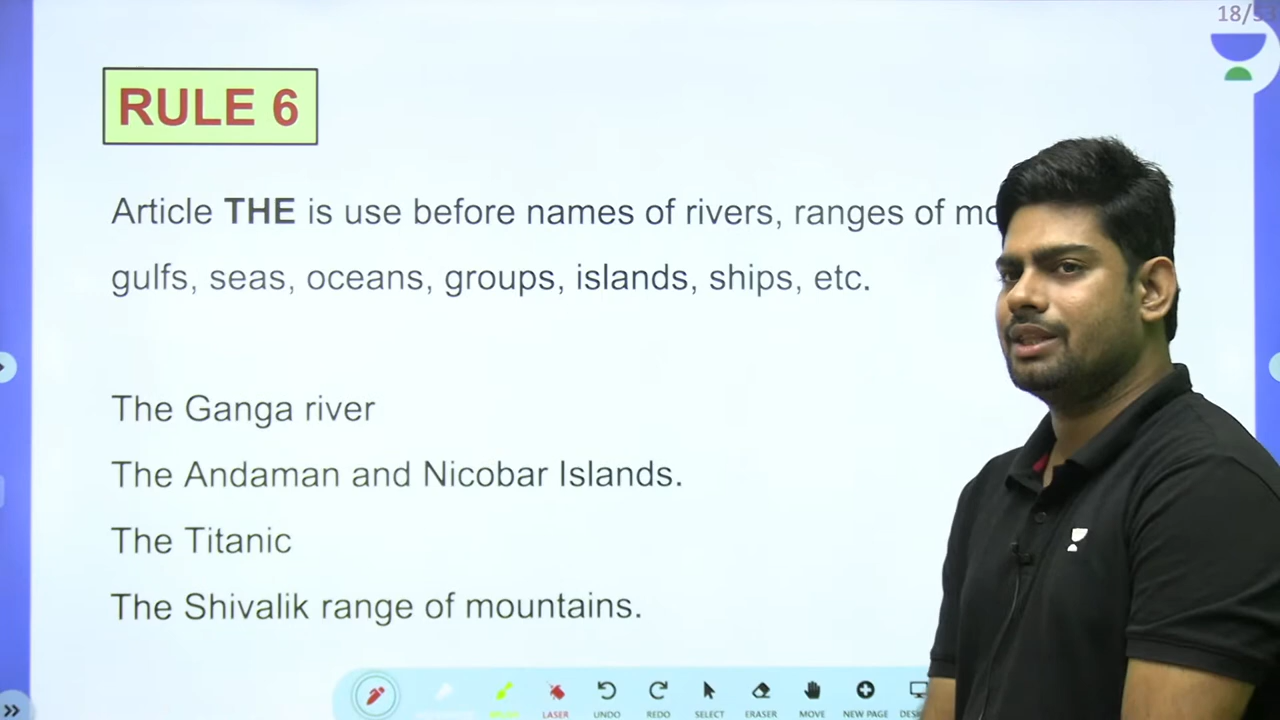 18/53
RULE 6
Article THE is use before names of rivers, ranges of
gulfs, seas, oceans, groups, islands, ships, etc.
The Ganga river
The Andaman and Nicobar Islands.
The Titanic
The Shivalik range of mountains.
LASER UNDO REDO SELECT ERASER MOVE NEW PAGE